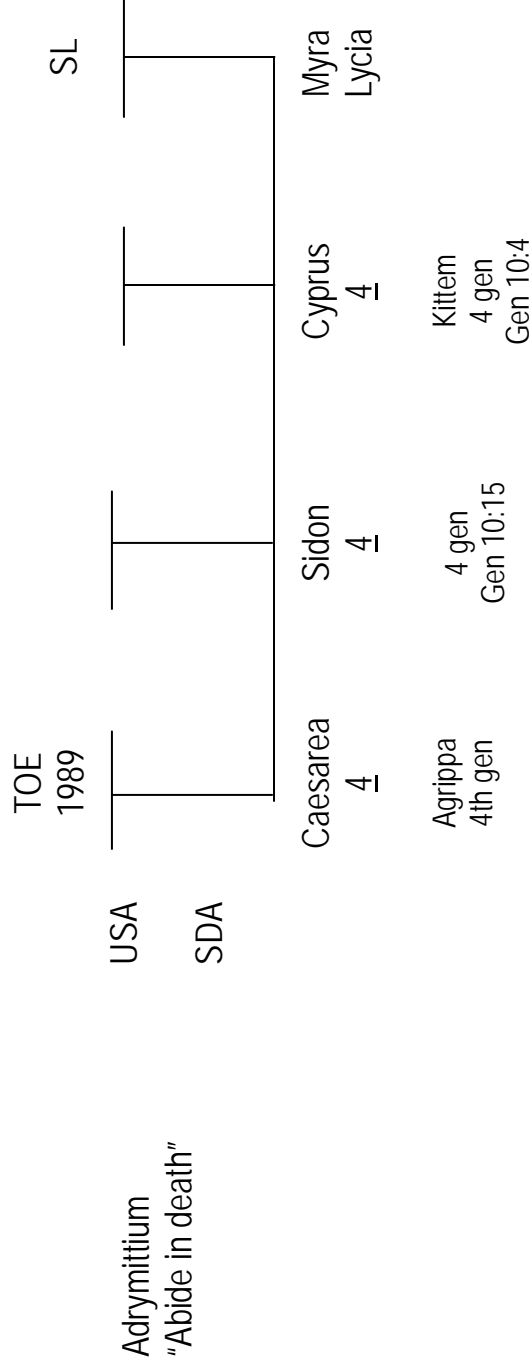 TOE
1989
SL
USA
SDA
Adrymittium
"Abide in death"
Caesarea
4
Sidon
4
Cyprus
4
Myra
Lycia
Agrippa
4th gen
4 gen
Gen 10:15
Kittem
4 gen
Gen 10:4